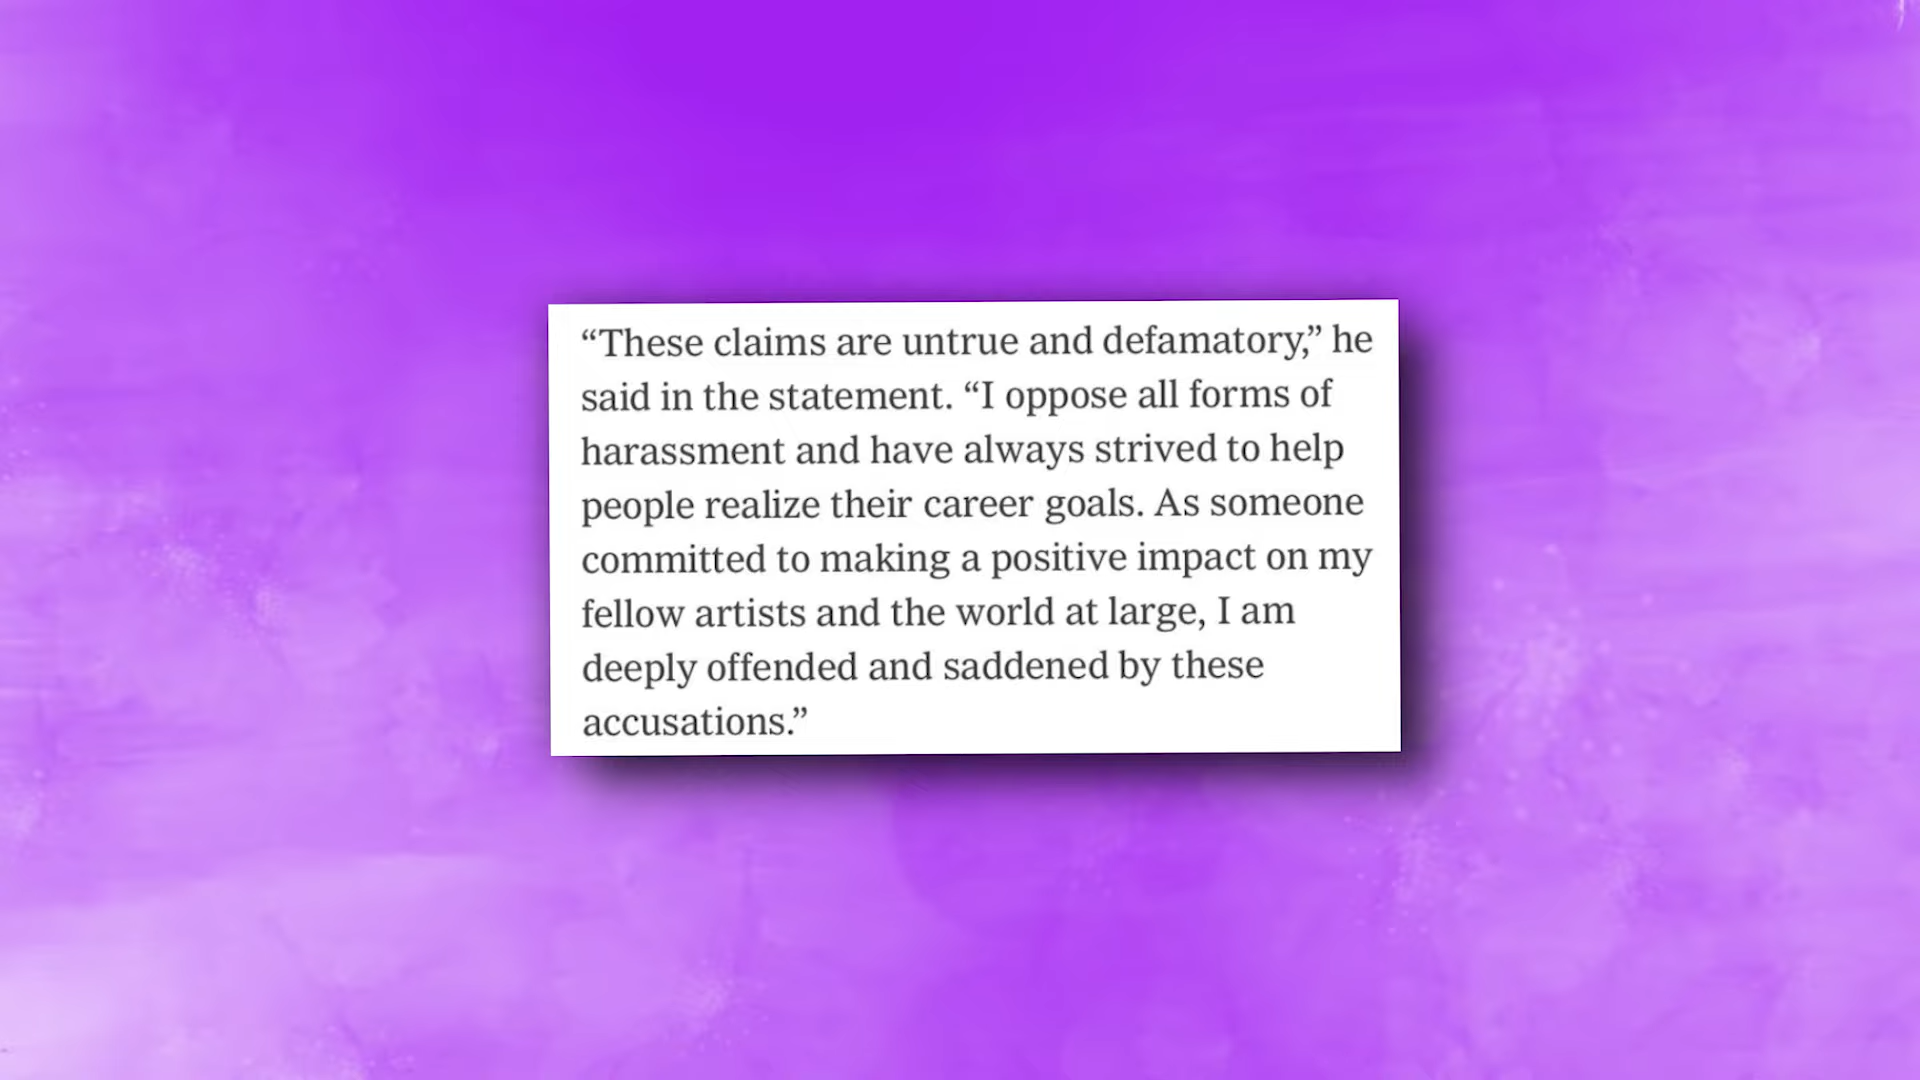 “These claims are untrue and defamatory,” he
said in the statement. “I oppose all forms of
harassment and have always strived to help
people realize their career goals. As someone
committed to making a positive impact on my
fellow artists and the world at large, I am
deeply offended and saddened by these
accusations.”